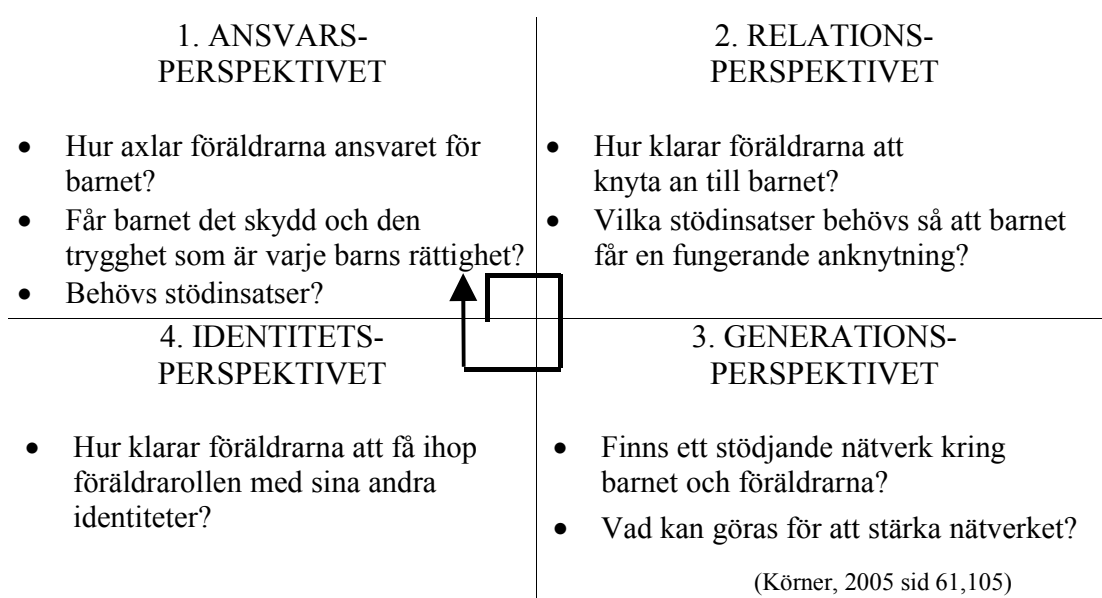 1. ANSVARS-
PERSPEKTIVET
• Hur axlar föräldrarna ansvaret för
barnet?
• Får barnet det skydd och den
trygghet som är varje barns rättighet?
• Behövs stödinsatser?
2. RELATIONS-
PERSPEKTIVET
• Hur klarar föräldrarna att
knyta an till barnet?
• Vilka stödinsatser behövs så att barnet
får en fungerande anknytning?
4. IDENTITETS-
PERSPEKTIVET
• Hur klarar föräldrarna att få ihop
föräldrarollen med sina andra
identiteter?
3. GENERATIONS-
PERSPEKTIVET
• Finns ett stödjande nätverk kring
barnet och föräldrarna?
• Vad kan göras för att stärka nätverket?
(Körner, 2005 sid 61,105)